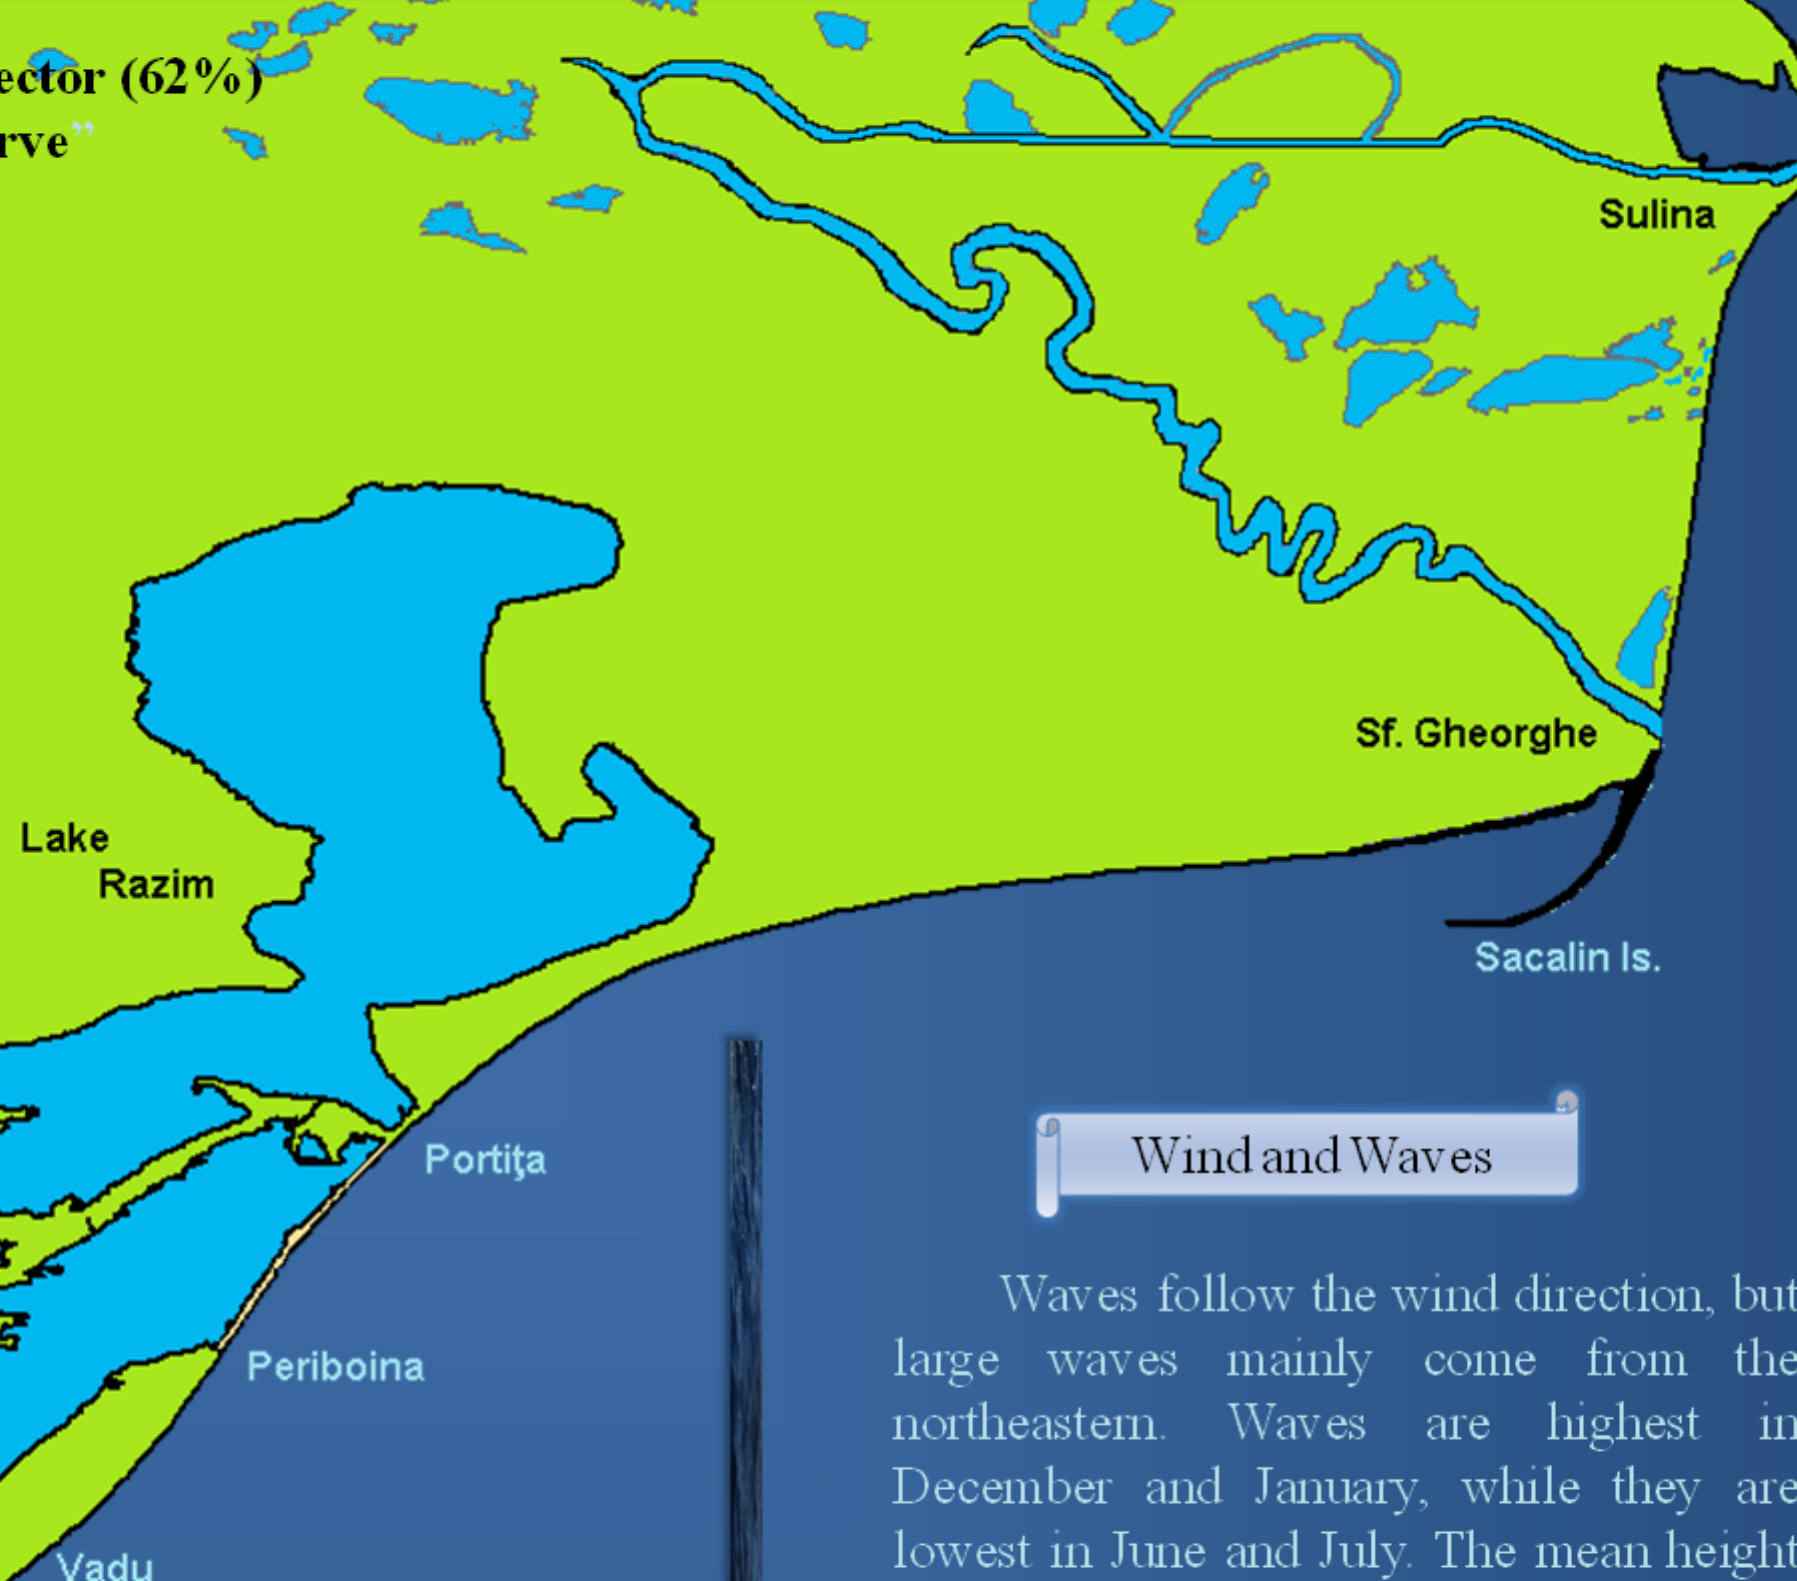 ector (62%)
rve”
Sulina
Sf. Gheorghe
Lake
Razim
Sacalin Is.
Portiţa
Periboina
Vadu
Wind and Waves
Waves follow the wind direction, but
large waves mainly come from the
northeastern. Waves are highest in
December and January, while they are
lowest in June and July. The mean height